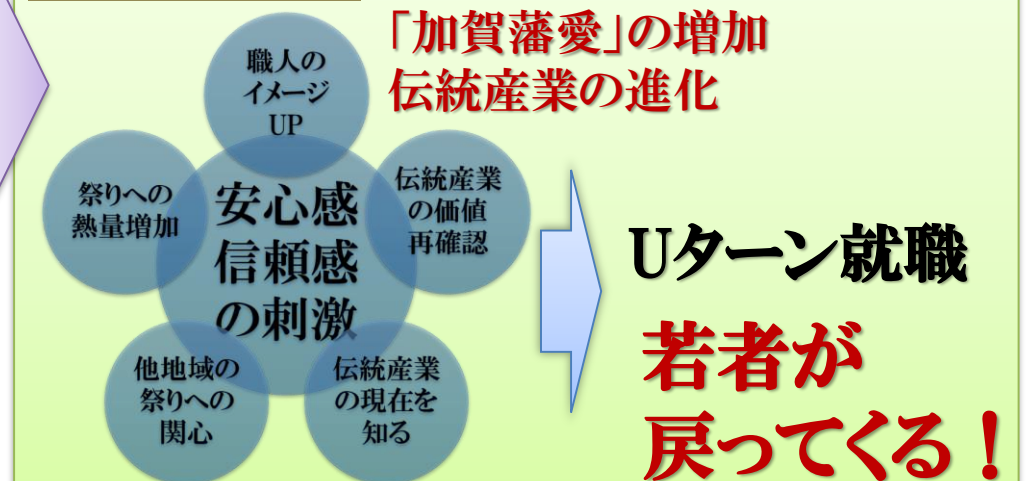 「加賀藩愛」の増加
伝統産業の進化
職人の
イメージ
UP
祭りへの
熱量増加
安心感
信頼感
の刺激
伝統産業
の価値
再確認
他地域の
祭りへの
関心
伝統産業
の現在を
知る
Uターン就職
若者が
戻ってくる！